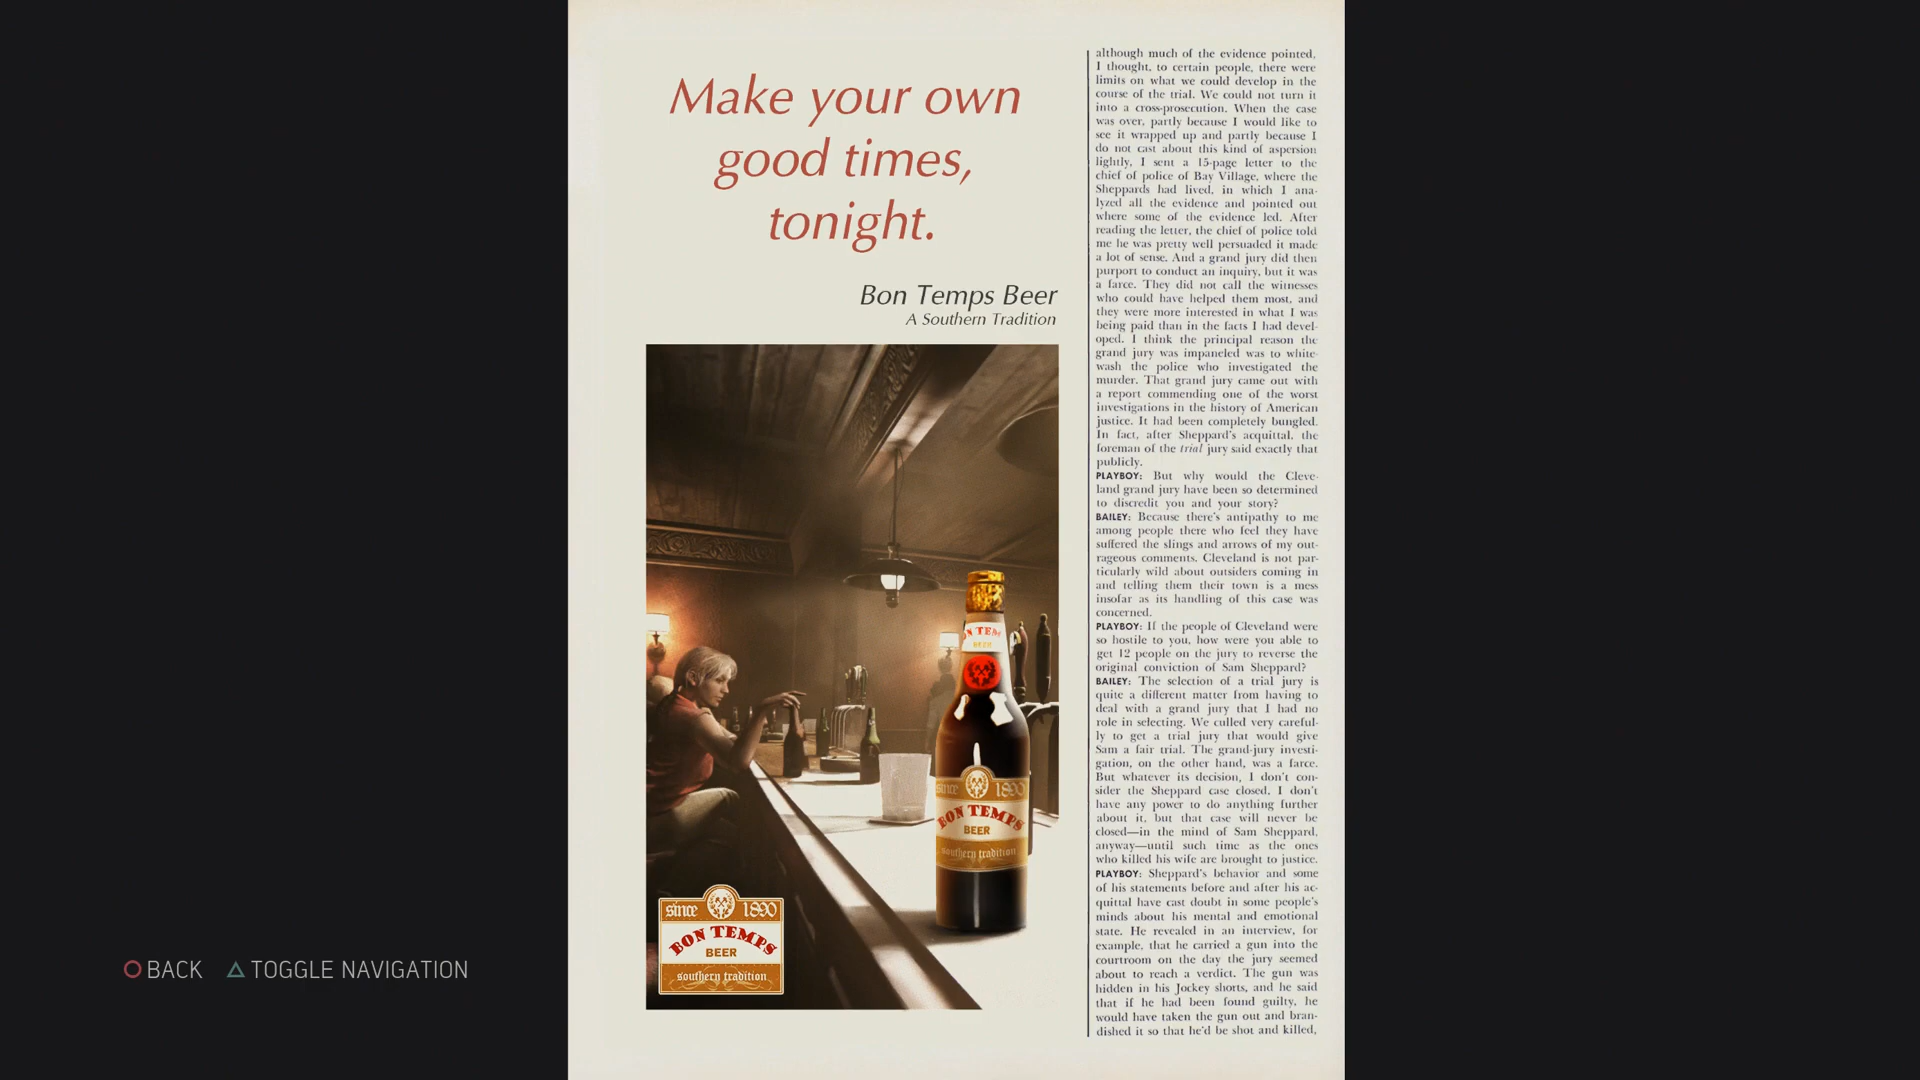 Make your own
good times,
tonight.
Bon Temps Beer
A Southern Tradition
BON TEMPS
BEER
since 1890
BON TEMPS
BEER
southern tradition
since 1890
BON TEMPS
BEER
southern tradition
although much of the evidence pointed,
I thought, to certain people, there were
limits on what we could develop in the
course of the trial. We could not turn it
into a cross-prosecution. When the case
was over, partly because I would like to
see it wrapped up and partly because I
do not cast about this kind of aspersion
lightly, I sent a 15-page letter to the
chief of police of Bay Village, where the
Sheppards had lived, in which I ana-
lyzed all the evidence and pointed out
where some of the evidence led. After
reading the letter, the chief of police told
me he was pretty well persuaded it made
a lot of sense. And a grand jury did then
purport to conduct an inquiry, but it was
a farce. They did not call the witnesses
who could have helped them most, and
they were more interested in what I was
being paid than in the facts I had devel-
oped. I think the principal reason the
grand jury was impaneled was to white-
wash the police who investigated the
murder. That grand jury came out with
a report commending one of the worst
investigations in the history of American
justice. It had been completely bungled.
In fact, after Sheppard's acquittal, the
foreman of the trial jury said exactly that
publicly.
PLAYBOY: But why would the Cleve-
land grand jury have been so determined
to discredit you and your story?
BAILEY: Because there's antipathy to me
among people there who feel they have
suffered the slings and arrows of my out-
rageous comments. Cleveland is not par-
ticularly wild about outsiders coming in
and telling them their town is a mess
insofar as its handling of this case was
concerned.
PLAYBOY: If the people of Cleveland were
so hostile to you, how were you able to
get 12 people on the jury to reverse the
original conviction of Sam Sheppard?
BAILEY: The selection of a trial jury is
quite a different matter from having to
deal with a grand jury that I had no
role in selecting. We culled very careful-
ly to get a trial jury that would give
Sam a fair trial. The grand-jury investi-
gation, on the other hand, was a farce.
But whatever its decision, I don't con-
sider the Sheppard case closed. I don't
have any power to do anything further
about it, but that case will never be
closed—in the mind of Sam Sheppard,
anyway—until such time as the ones
who killed his wife are brought to justice.
PLAYBOY: Sheppard's behavior and some
of his statements before and after his ac-
quittal have cast doubt in some people's
minds about his mental and emotional
state. He revealed in an interview, for
example, that he carried a gun into the
courtroom on the day the jury seemed
about to reach a verdict. The gun was
hidden in his Jockey shorts, and he said
that if he had been found guilty, he
would have taken the gun out and bran-
dished it so that he'd be shot and killed,
BACK TOGGLE NAVIGATION